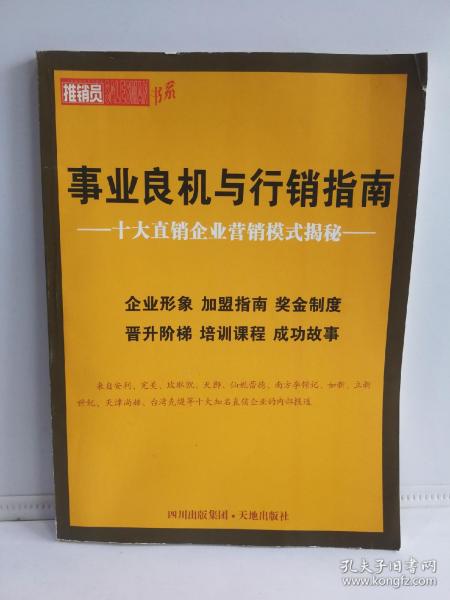 推销员 SALESMAN 书系
事业良机与行销指南
——十大直销企业营销模式揭秘——
企业形象 加盟指南 奖金制度
晋升阶梯 培训课程 成功故事
来自安利、完美、玫琳凯、天狮、仙妮蕾德、南方李锦记、如新、立新
世纪、天津尚赫、台湾克缇等十大知名直销企业的内部报道
四川出版集团·天地出版社
孔夫子旧书网
www.kongfz.com